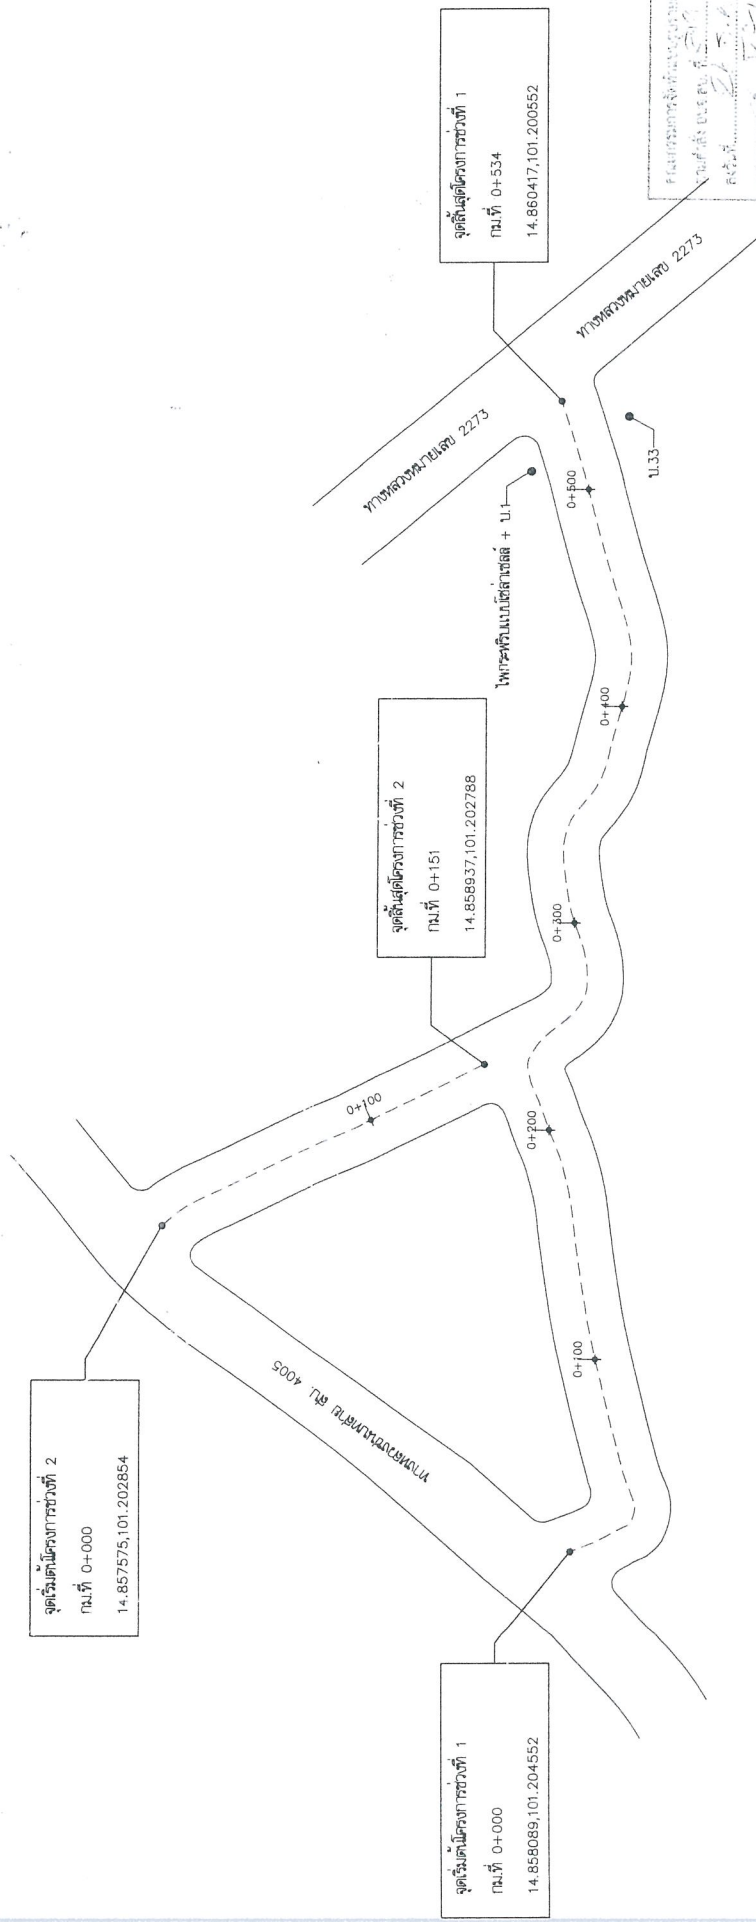 จุดเริ่มต้นโครงการช่วงที่ 2
กม.ที่ 0+000
14.857575,101.202854
จุดสิ้นสุดโครงการช่วงที่ 2
กม.ที่ 0+151
14.858937,101.202788
จุดสิ้นสุดโครงการช่วงที่ 1
กม.ที่ 0+534
14.860417,101.200552
จุดเริ่มต้นโครงการช่วงที่ 1
กม.ที่ 0+000
14.858089,101.204552
ทางหลวงชนบทสาย สบ. 4005
ทางหลวงหมายเลข 2273
ทางหลวงหมายเลข 2273
ไฟกระพริบแบบโซล่าเซลล์ + บ.1
บ.33
0+100
0+100
0+200
0+300
0+400
0+500